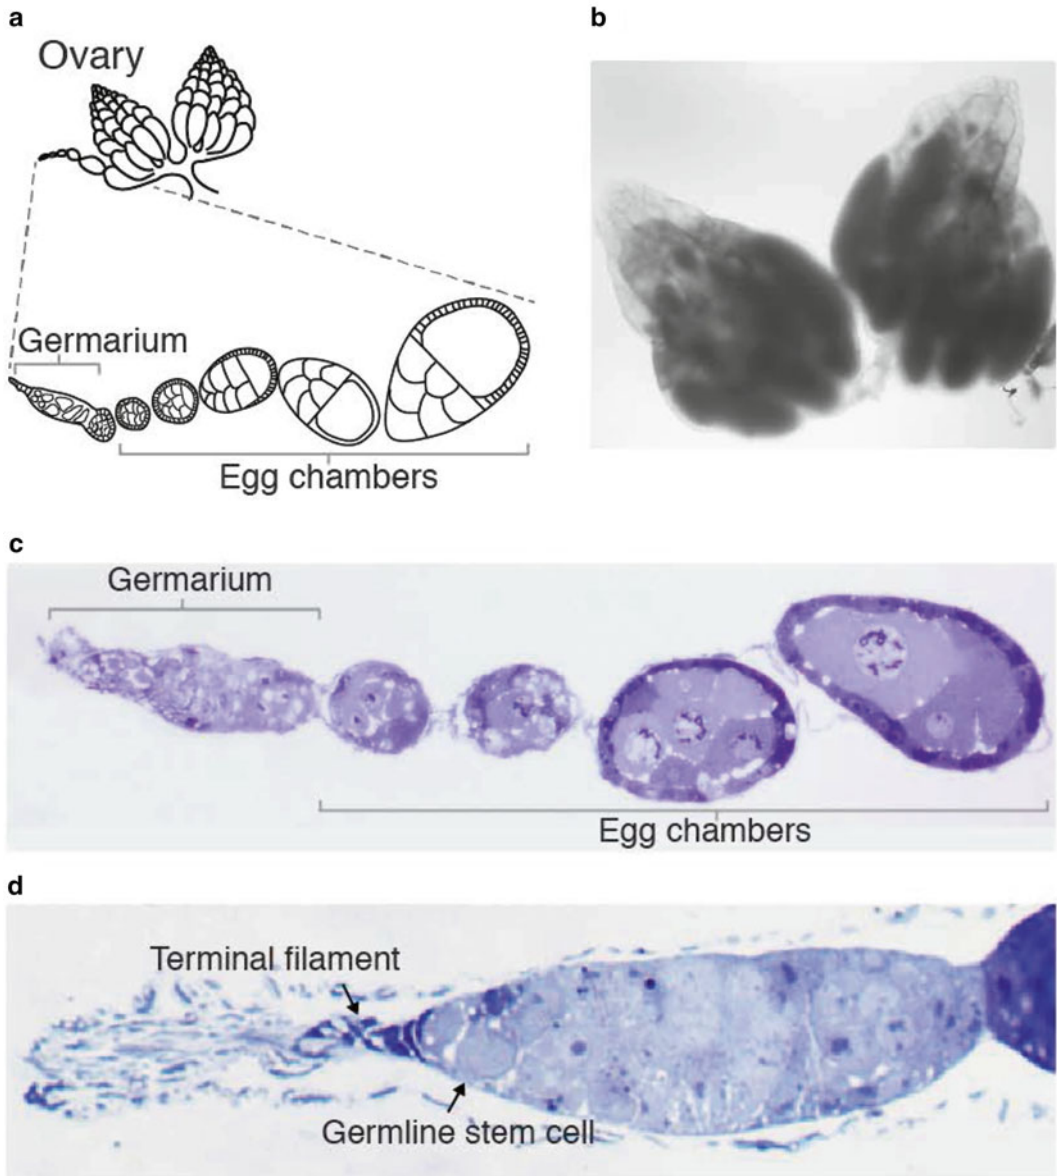 a
Ovary
Germarium
Egg chambers
b
c
Germarium
Egg chambers
d
Terminal filament
Germline stem cell